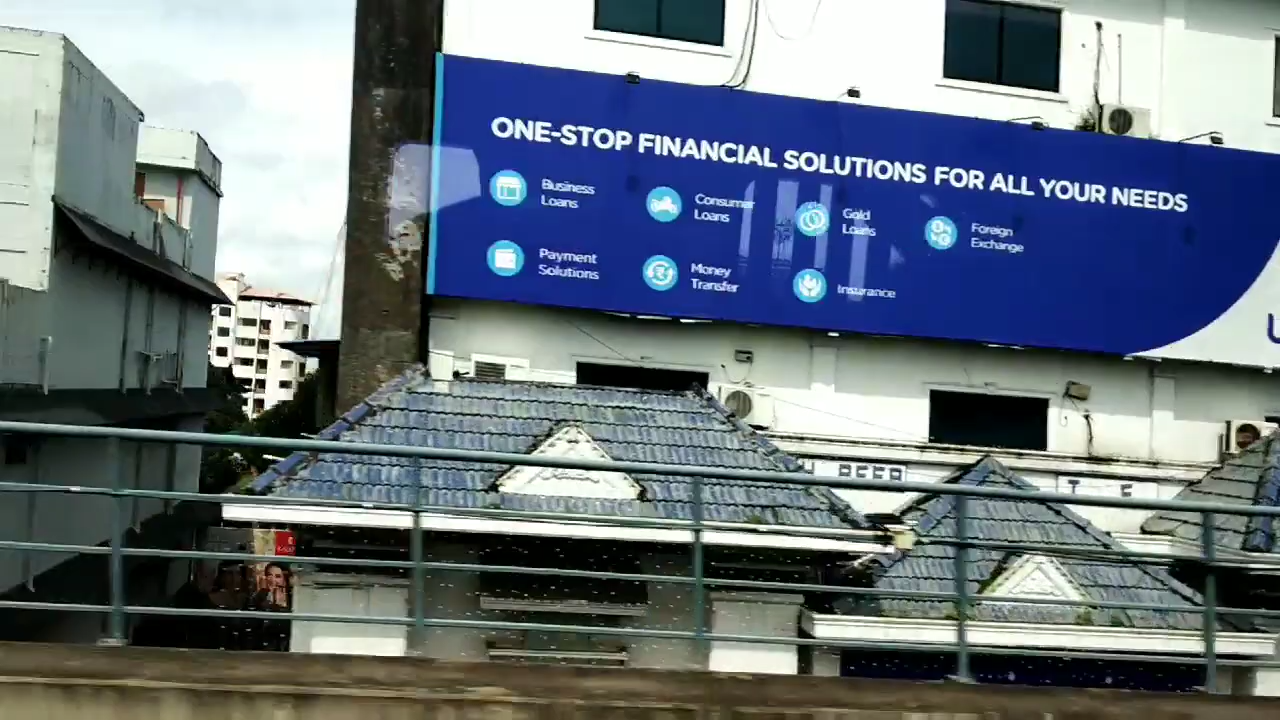 ONE-STOP FINANCIAL SOLUTIONS FOR ALL YOUR NEEDS
Business
Loans
Consumer
Loans
Gold
Loans
Foreign
Exchange
Payment
Solutions
Money
Transfer
Insurance
BEER